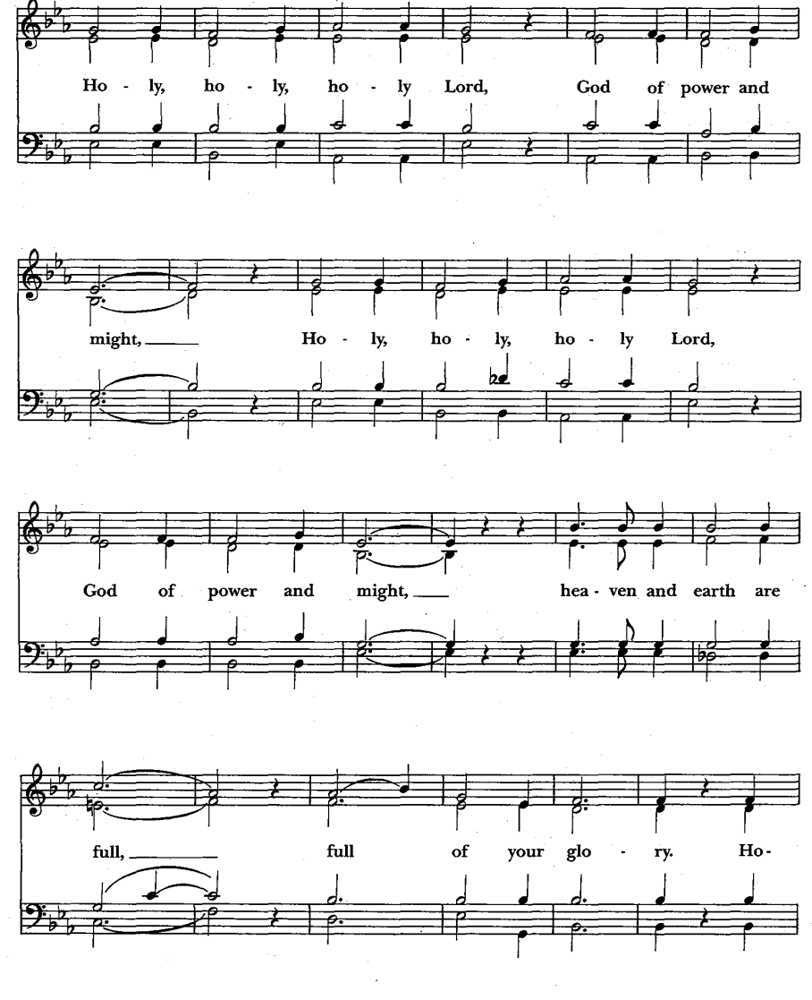 Ho - ly, ho - ly, ho - ly Lord, God of power and
might, Ho - ly, ho - ly, ho - ly Lord,
God of power and might, hea - ven and earth are
full, full of your glo - ry. Ho-